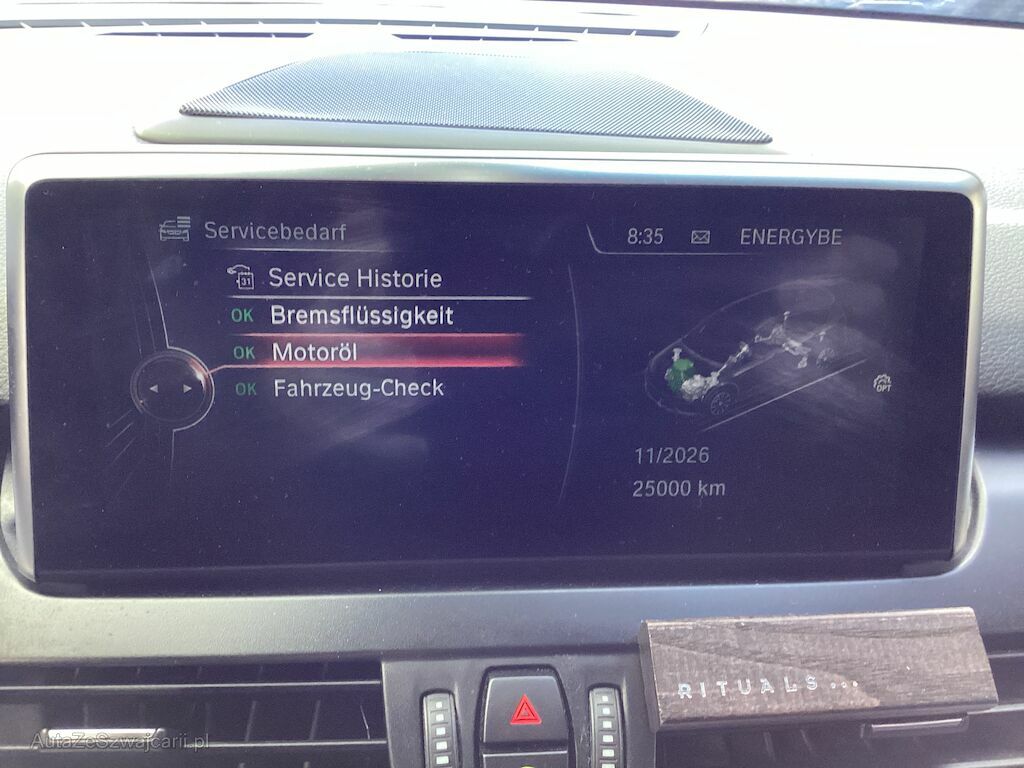 Servicebedarf
8:35 ENERGYBE
31 Service Historie
OK Bremsflüssigkeit
OK Motoröl
OK Fahrzeug-Check
OPT
11/2026
25000 km
RITUALS...
AutaZeSzwajcarii.pl